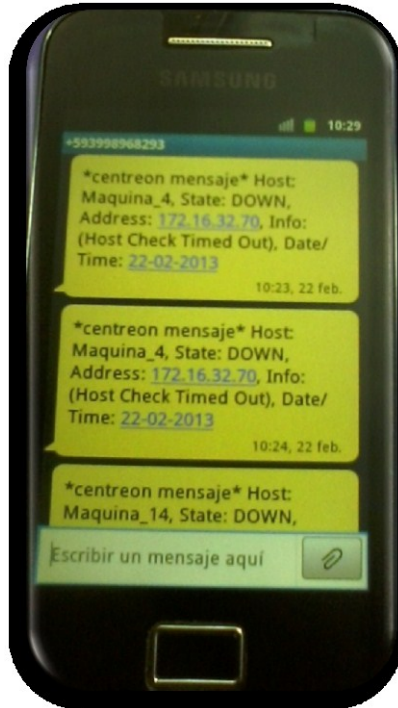 SAMSUNG
10:29
+593998968293
*centreon mensaje* Host:
Maquina_4, State: DOWN,
Address: 172.16.32.70, Info:
(Host Check Timed Out), Date/
Time: 22-02-2013
10:23, 22 feb.
*centreon mensaje* Host:
Maquina_4, State: DOWN,
Address: 172.16.32.70, Info:
(Host Check Timed Out), Date/
Time: 22-02-2013
10:24, 22 feb.
*centreon mensaje* Host:
Maquina_14, State: DOWN,
Escribir un mensaje aquí